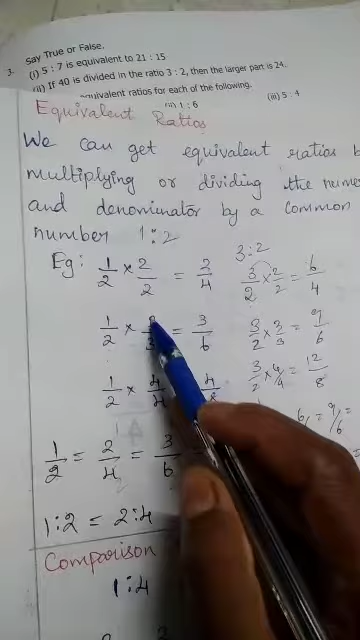 Say True or False.
3. (i) 5 : 7 is equivalent to 21 : 15
(ii) If 40 is divided in the ratio 3 : 2, then the larger part is 24.
equivalent ratios for each of the following.
(ii) 1 : 6 (iii) 5 : 4
Equivalent Ratios
We can get equivalent ratios
multiplying or dividing the
and denominator by a common
number 1:2
3:2
Eg: 1/2 × 2/2 = 2/4 3/2 × 2/2 = 6/4
1/2 × 3/3 = 3/6 3/2 × 3/3 = 9/6
1/2 × 4/4 4/8 3/2 × 4/4 = 12/8
6/ = 9/6 =
1/2 = 2/4 = 3/6 =
1:2 = 2:4
Comparison
1:4